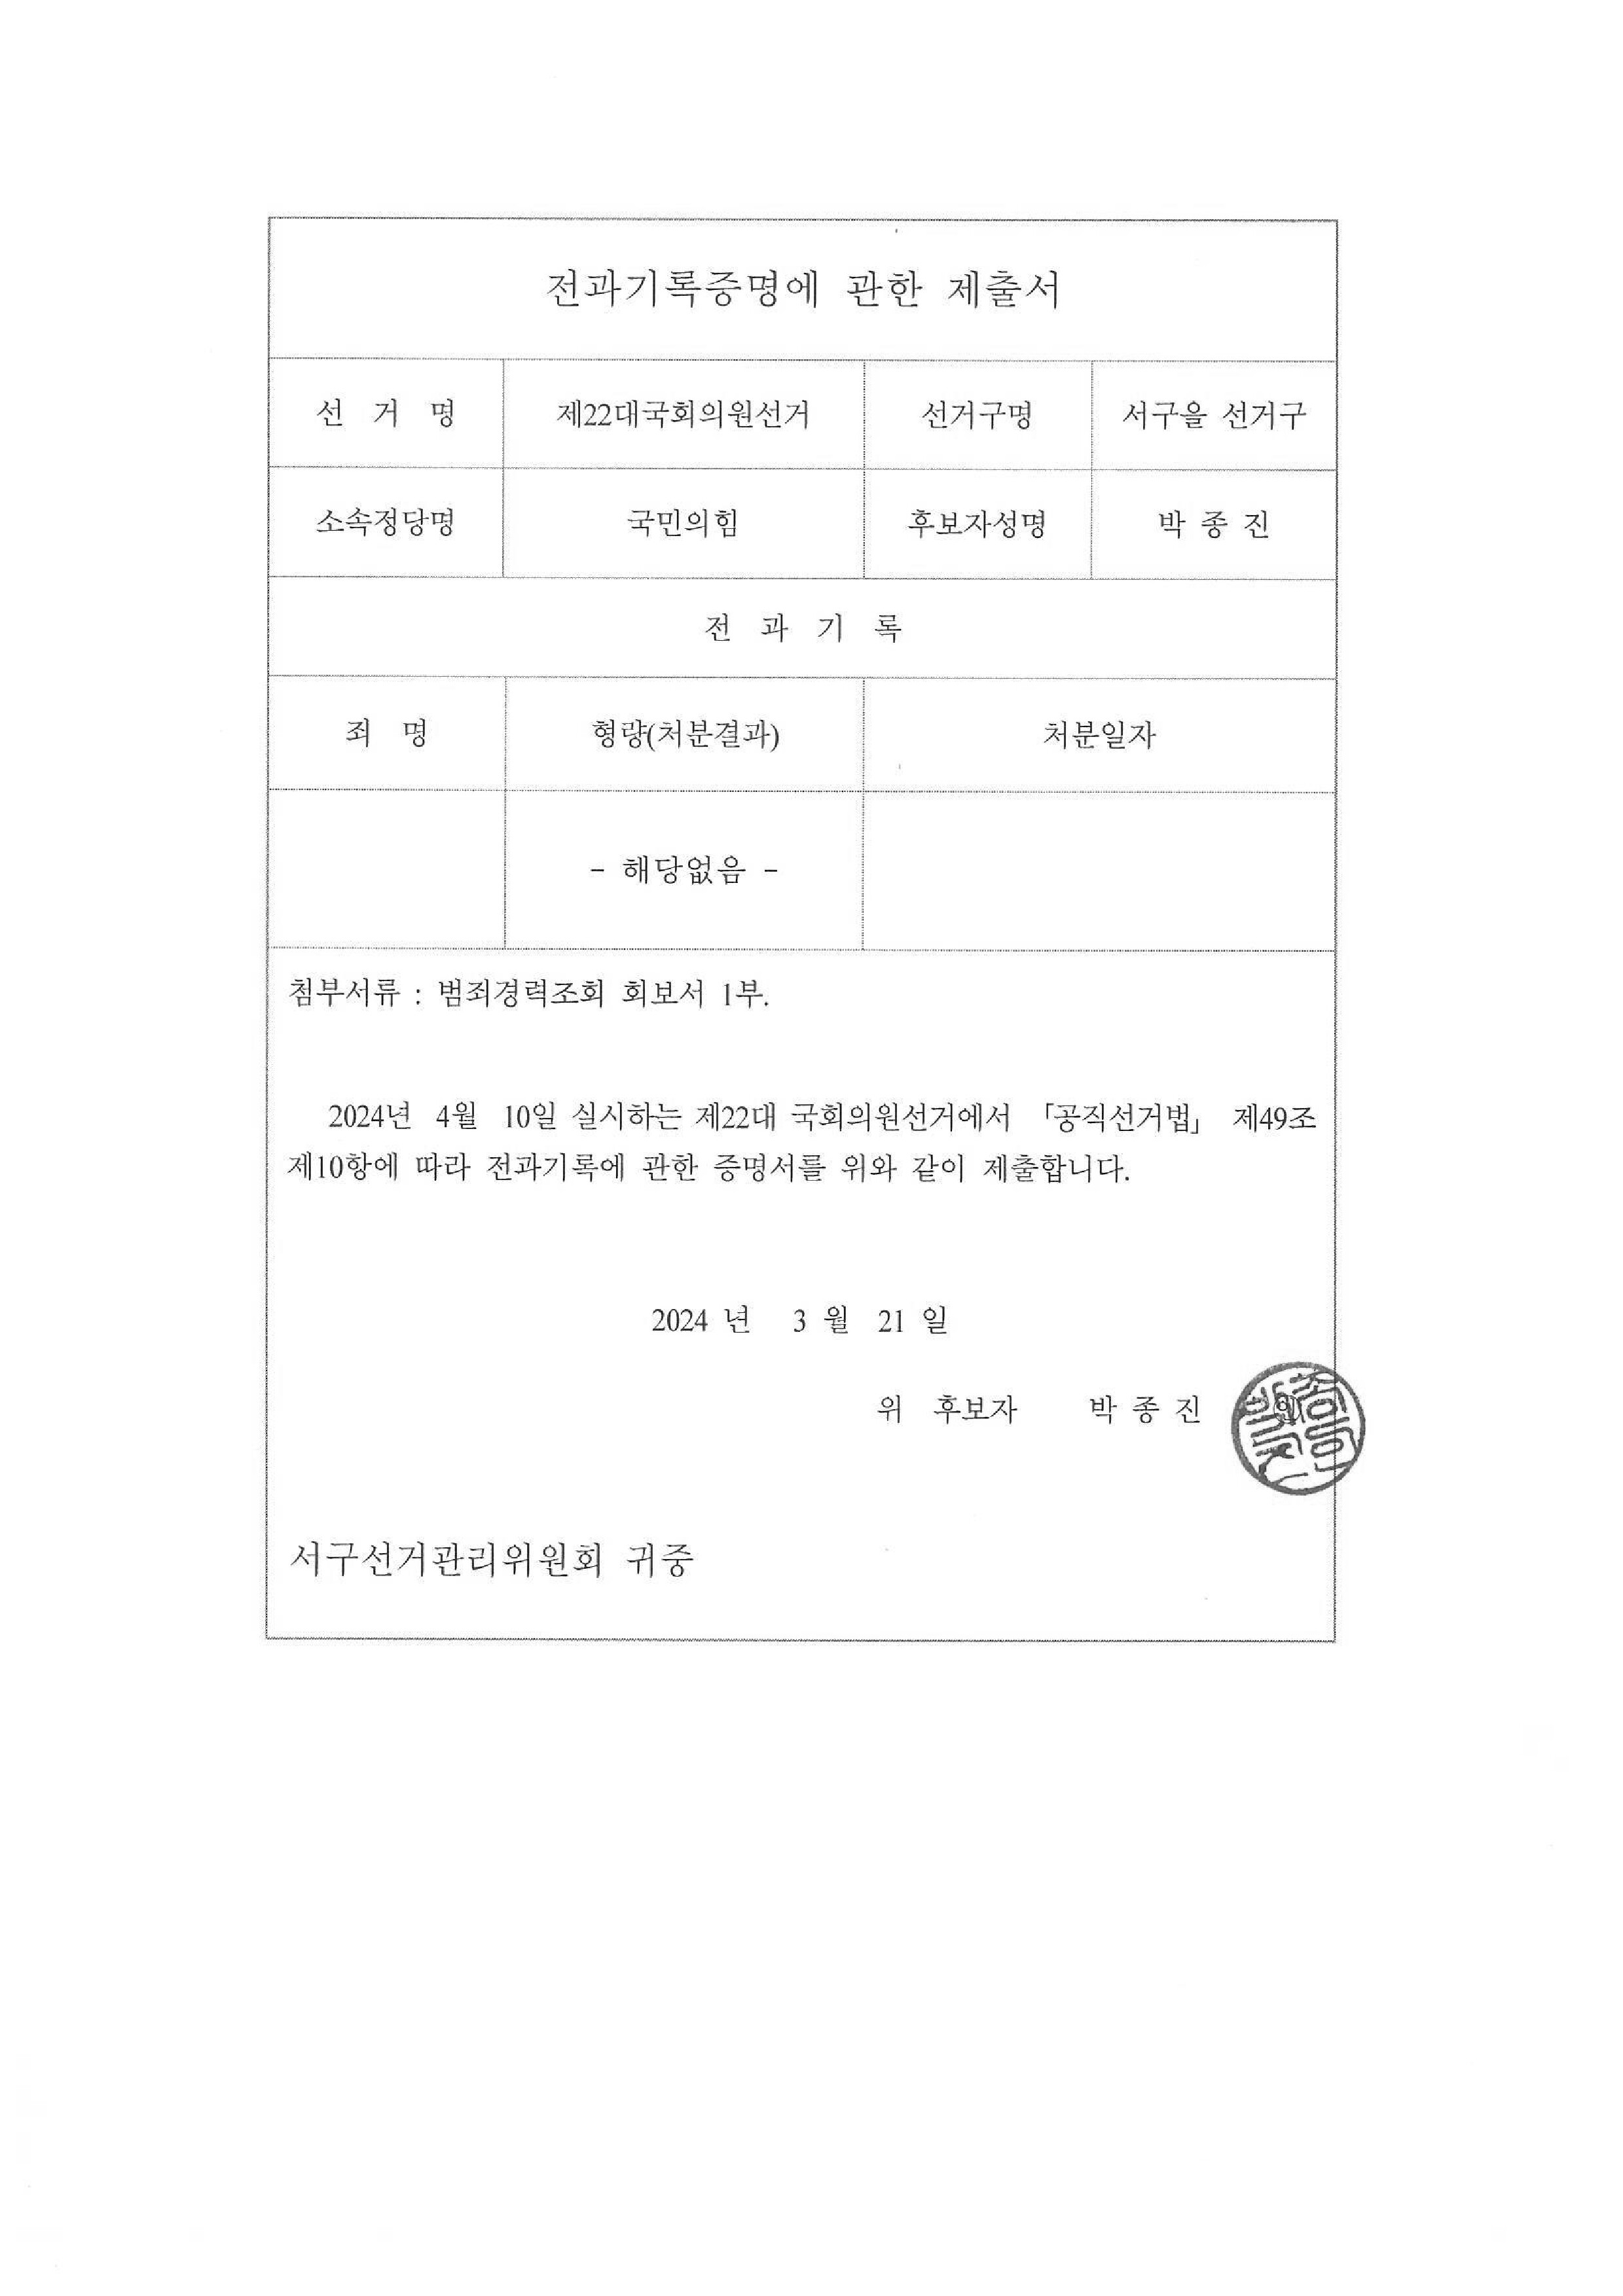 전과기록증명에 관한 제출서
선 거 명 제22대국회의원선거 선거구명 서구을 선거구
소속정당명 국민의힘 후보자성명 박 종 진
전 과 기 록
죄 명 형량(처분결과) 처분일자
- 해당없음 -
첨부서류 : 범죄경력조회 회보서 1부.
2024년 4월 10일 실시하는 제22대 국회의원선거에서 「공직선거법」 제49조
제10항에 따라 전과기록에 관한 증명서를 위와 같이 제출합니다.
2024 년 3 월 21 일
위 후보자 박 종 진
서구선거관리위원회 귀중